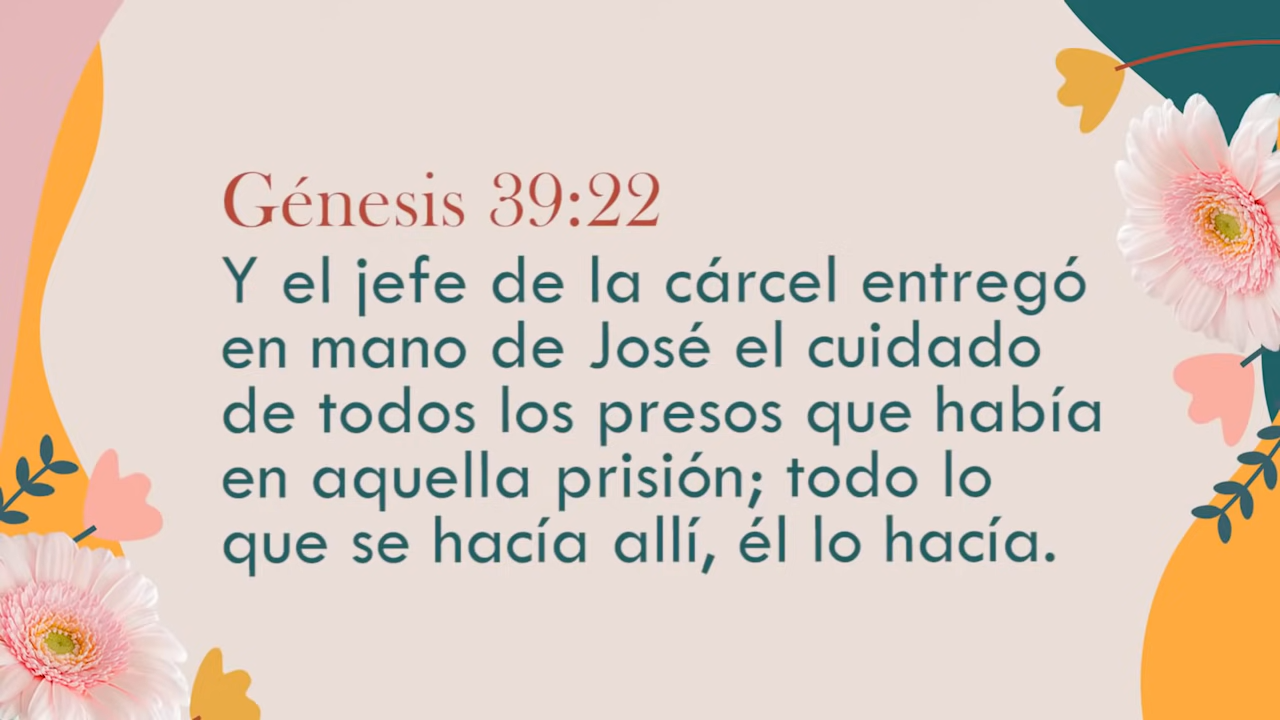 Génesis 39:22
Y el jefe de la cárcel entregó
en mano de José el cuidado
de todos los presos que había
en aquella prisión; todo lo
que se hacía allí, él lo hacía.